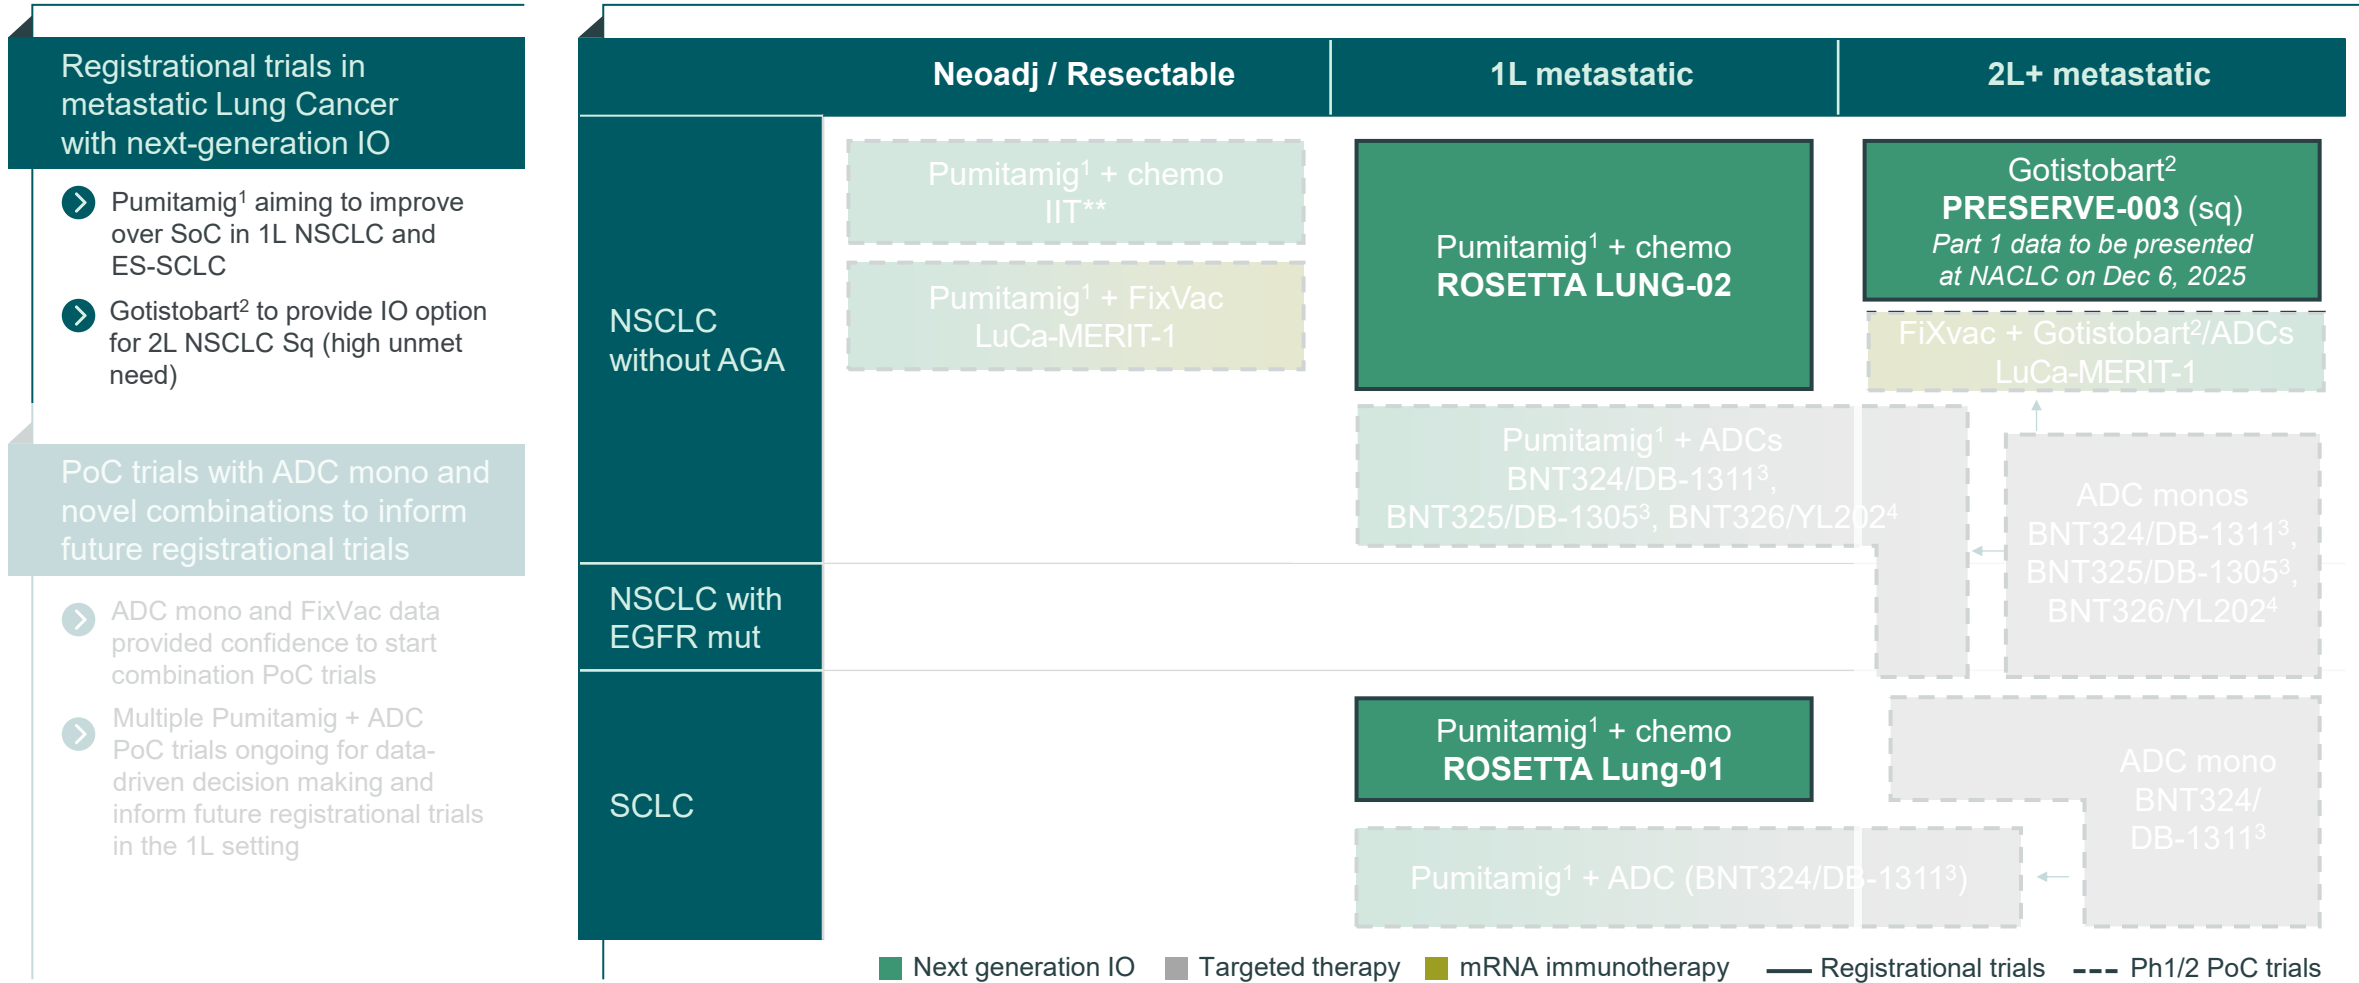 Registrational trials in
metastatic Lung Cancer
with next-generation IO
Pumitamig¹ aiming to improve
over SoC in 1L NSCLC and
ES-SCLC
Gotistobart² to provide IO option
for 2L NSCLC Sq (high unmet
need)
PoC trials with ADC mono and
novel combinations to inform
future registrational trials
ADC mono and FixVac data
provided confidence to start
combination PoC trials
Multiple Pumitamig + ADC
PoC trials ongoing for data-
driven decision making and
inform future registrational trials
in the 1L setting
Neoadj / Resectable
1L metastatic
2L+ metastatic
NSCLC
without AGA
Pumitamig¹ + chemo
IIT**
Pumitamig¹ + FixVac
LuCa-MERIT-1
Pumitamig¹ + chemo
ROSETTA LUNG-02
Gotistobart²
PRESERVE-003 (sq)
Part 1 data to be presented
at NACLC on Dec 6, 2025
FiXvac + Gotistobart²/ADCs
LuCa-MERIT-1
Pumitamig¹ + ADCs
BNT324/DB-1311³,
BNT325/DB-1305³, BNT326/YL202⁴
ADC monos
BNT324/DB-1311³,
BNT325/DB-1305³,
BNT326/YL202⁴
NSCLC with
EGFR mut
SCLC
Pumitamig¹ + chemo
ROSETTA Lung-01
ADC mono
BNT324/
DB-1311³
Pumitamig¹ + ADC (BNT324/DB-1311³)
Next generation IO
Targeted therapy
mRNA immunotherapy
Registrational trials
Ph1/2 PoC trials